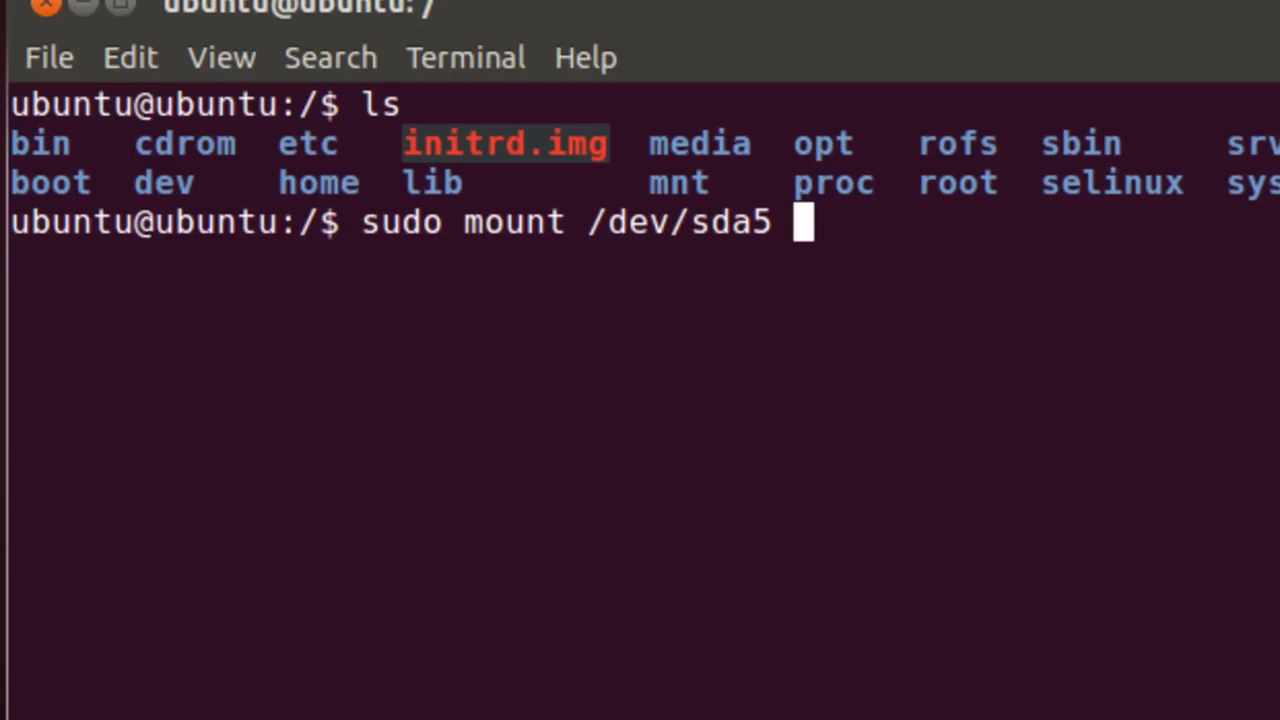 ubuntu@ubuntu: /
File Edit View Search Terminal Help
ubuntu@ubuntu:/$ ls
bin cdrom etc initrd.img media opt rofs sbin srv
boot dev home lib mnt proc root selinux sys
ubuntu@ubuntu:/$ sudo mount /dev/sda5